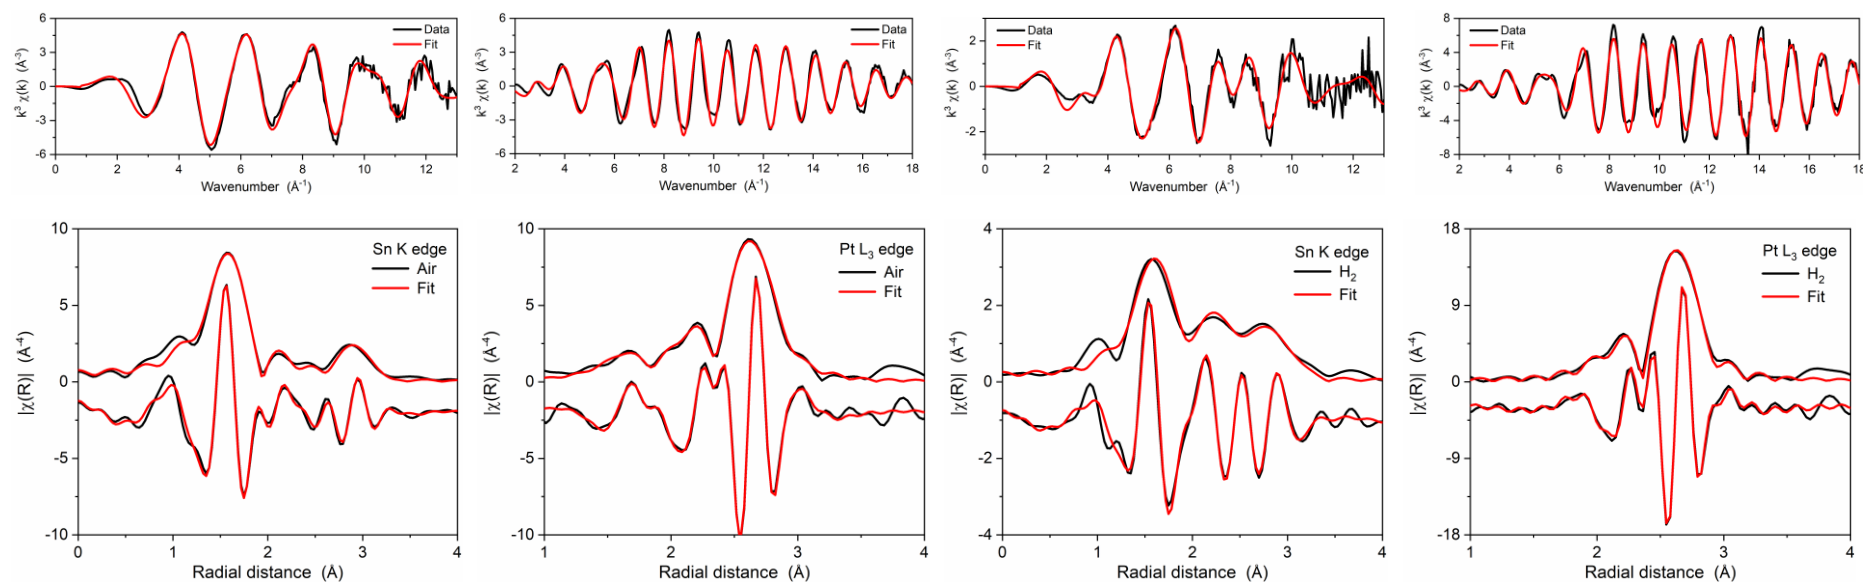 6
3
0
-3
-6
k³ χ(k) (Å⁻³)
Data
Fit
0 2 4 6 8 10 12
Wavenumber (Å⁻¹)
6
3
0
-3
-6
k³ χ(k) (Å⁻³)
Data
Fit
2 4 6 8 10 12 14 16 18
Wavenumber (Å⁻¹)
2
0
-2
k³ χ(k) (Å⁻³)
Data
Fit
0 2 4 6 8 10 12
Wavenumber (Å⁻¹)
8
4
0
-4
-8
k³ χ(k) (Å⁻³)
Data
Fit
2 4 6 8 10 12 14 16 18
Wavenumber (Å⁻¹)
10
5
0
-5
-10
|χ(R)| (Å⁻⁴)
Sn K edge
Air
Fit
0 1 2 3 4
Radial distance (Å)
10
5
0
-5
-10
|χ(R)| (Å⁻⁴)
Pt L₃ edge
Air
Fit
1 2 3 4
Radial distance (Å)
4
2
0
-2
-4
|χ(R)| (Å⁻⁴)
Sn K edge
H₂
Fit
0 1 2 3 4
Radial distance (Å)
18
9
0
-9
-18
|χ(R)| (Å⁻⁴)
Pt L₃ edge
H₂
Fit
1 2 3 4
Radial distance (Å)